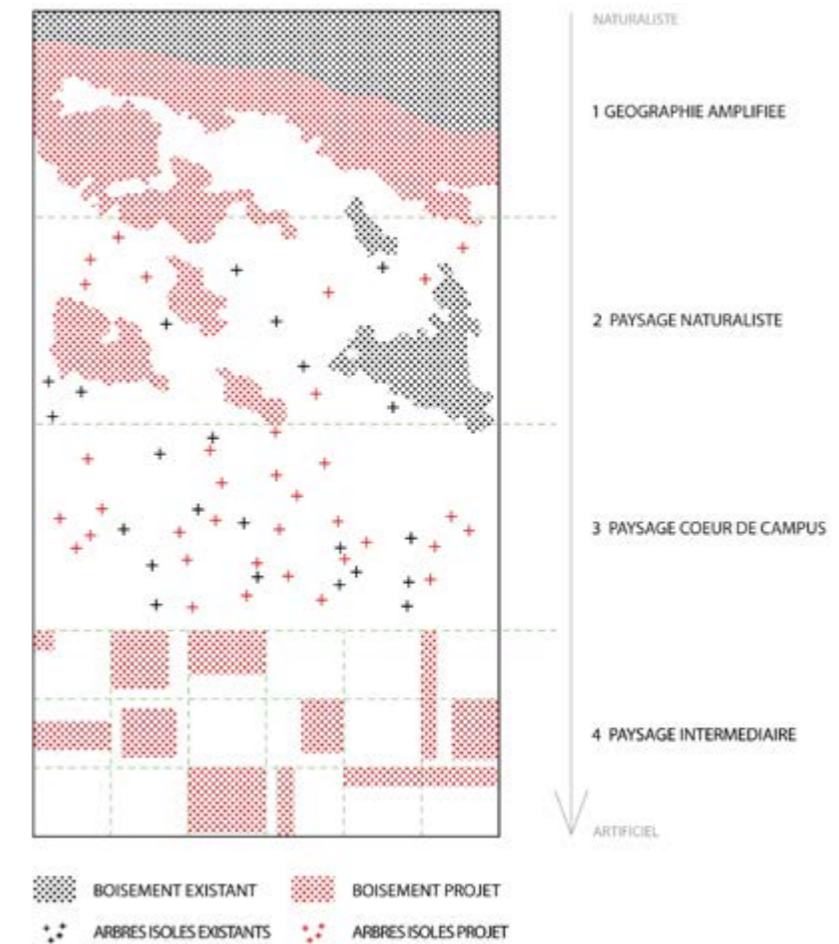 NATURALISTE
1 GEOGRAPHIE AMPLIFIEE
2 PAYSAGE NATURALISTE
3 PAYSAGE COEUR DE CAMPUS
4 PAYSAGE INTERMEDIAIRE
ARTIFICIEL
BOISEMENT EXISTANT BOISEMENT PROJET
ARBRES ISOLES EXISTANTS ARBRES ISOLES PROJET